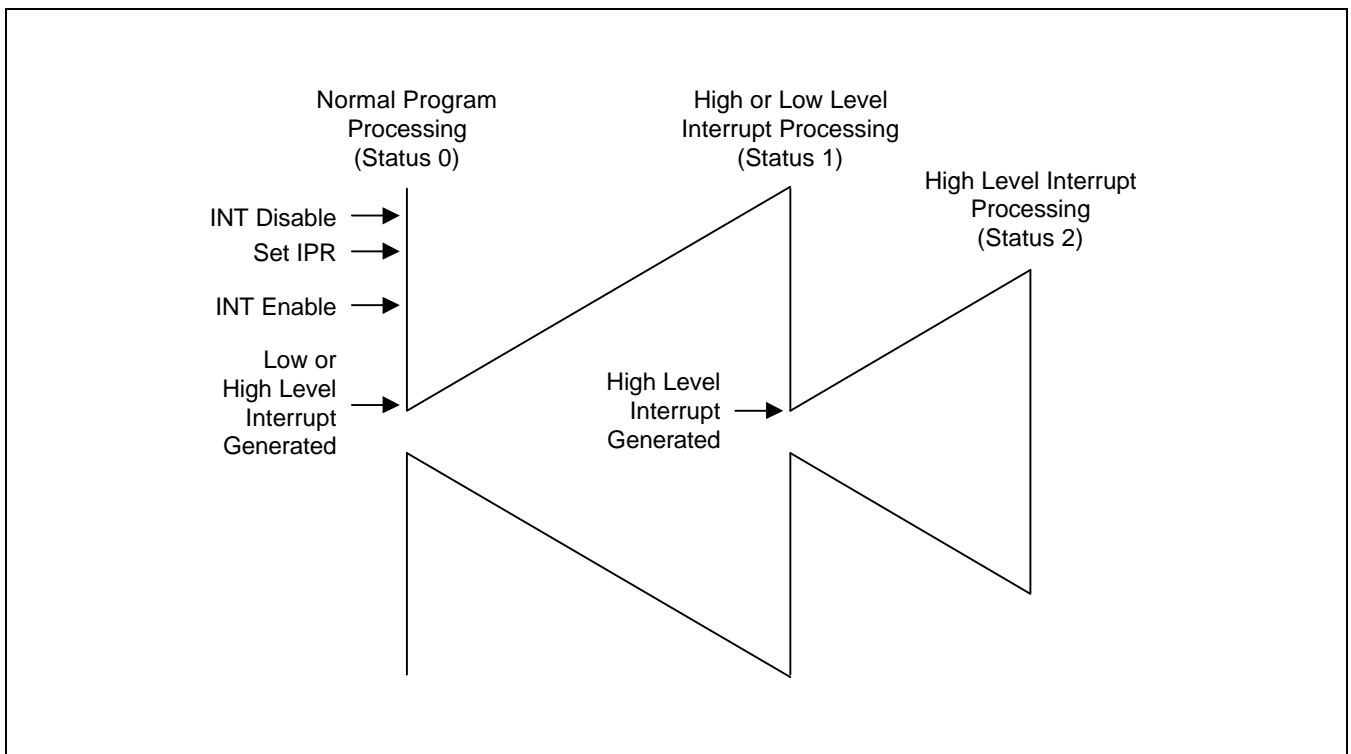 Normal Program
Processing
(Status 0)
High or Low Level
Interrupt Processing
(Status 1)
High Level Interrupt
Processing
(Status 2)
INT Disable
Set IPR
INT Enable
Low or
High Level
Interrupt
Generated
High Level
Interrupt
Generated